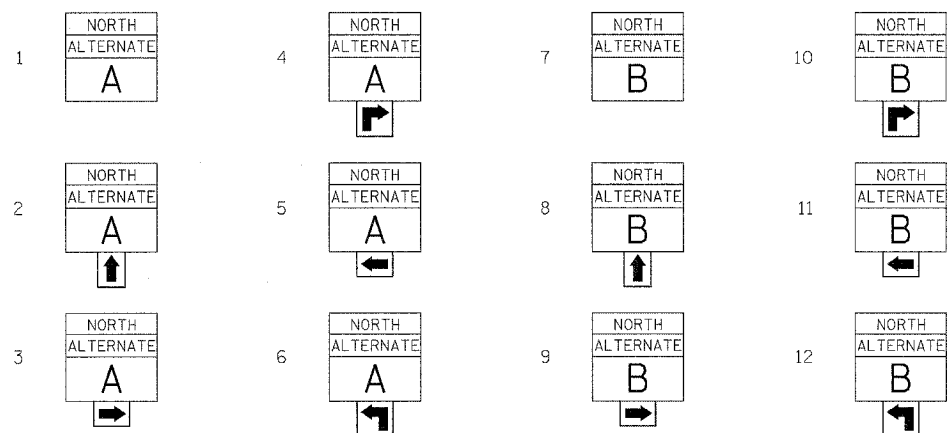 1
NORTH
ALTERNATE
A
2
NORTH
ALTERNATE
A
3
NORTH
ALTERNATE
A
4
NORTH
ALTERNATE
A
5
NORTH
ALTERNATE
A
6
NORTH
ALTERNATE
A
7
NORTH
ALTERNATE
B
8
NORTH
ALTERNATE
B
9
NORTH
ALTERNATE
B
10
NORTH
ALTERNATE
B
11
NORTH
ALTERNATE
B
12
NORTH
ALTERNATE
B